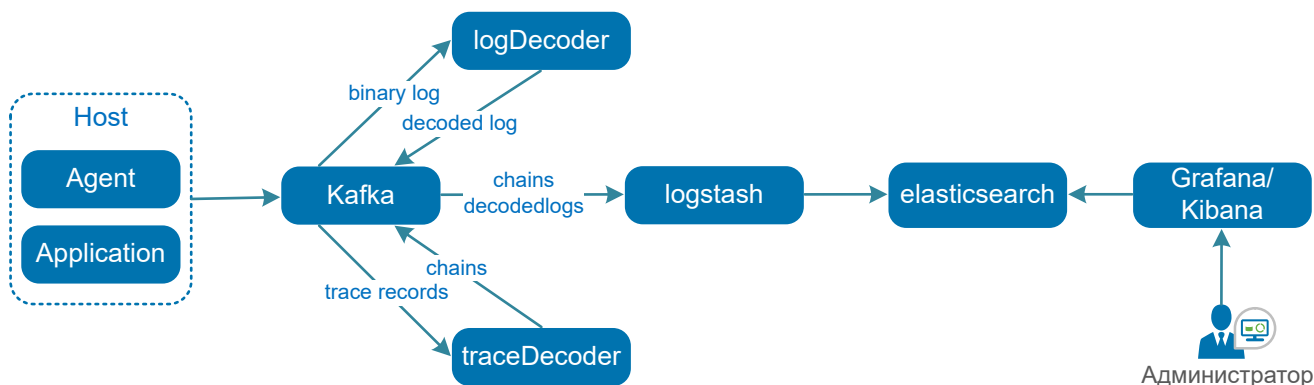 logDecoder
binary log
decoded log
Host
Agent
Application
Kafka
chains
decodedlogs
logstash
elasticsearch
Grafana/
Kibana
chains
trace records
traceDecoder
Администратор